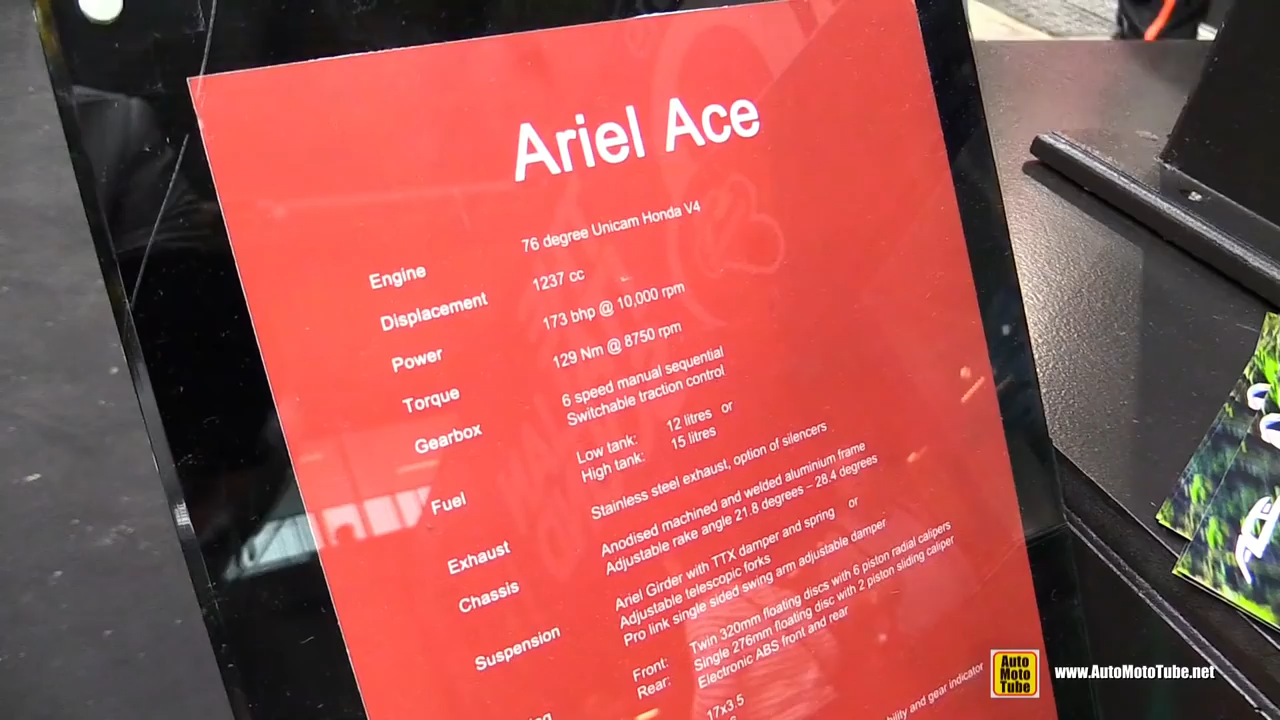 Ariel Ace
Engine 76 degree Unicam Honda V4
Displacement 1237 cc
Power 173 bhp @ 10,000 rpm
Torque 129 Nm @ 8750 rpm
Gearbox 6 speed manual sequential
Switchable traction control
Fuel Low tank: 12 litres or
High tank: 15 litres
Exhaust Stainless steel exhaust, option of silencers
Chassis Anodised machined and welded aluminium frame
Adjustable rake angle 21.8 degrees – 28.4 degrees
Suspension Ariel Girder with TTX damper and spring or
Adjustable telescopic forks
Pro link single sided swing arm adjustable damper
Front: Twin 320mm floating discs with 6 piston radial calipers
Rear: Single 276mm floating disc with 2 piston sliding caliper
Electronic ABS front and rear
17x3.5
and gear indicator
Auto
Moto
Tube
www.AutoMotoTube.net